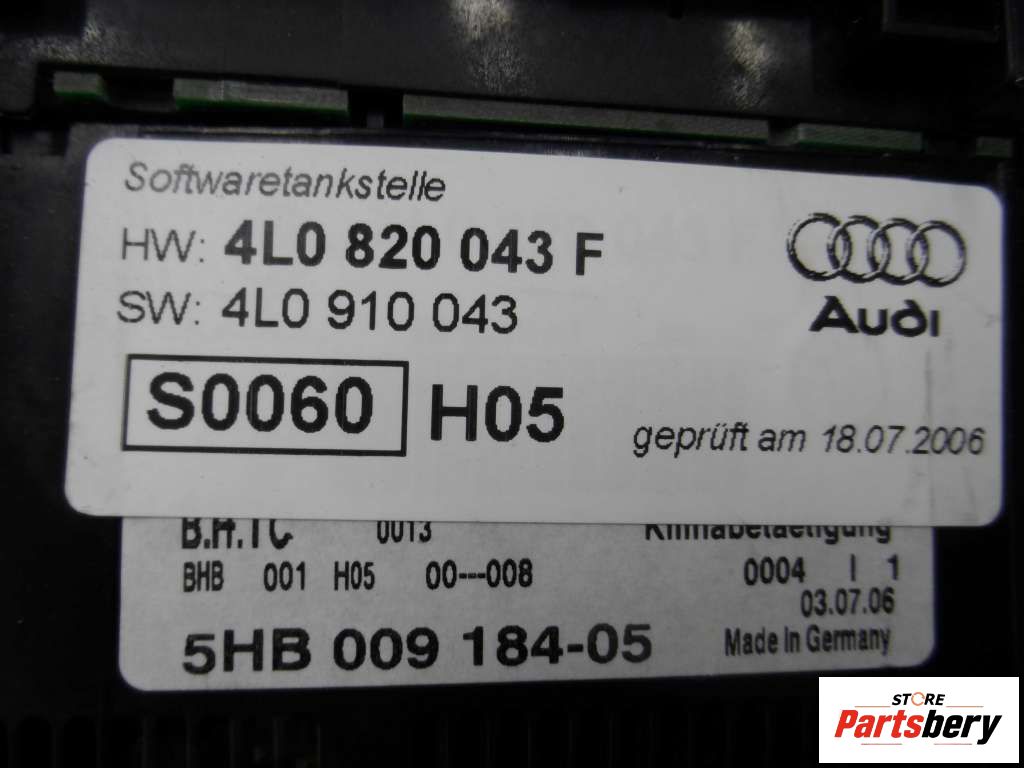 Softwaretankstelle
HW: 4L0 820 043 F
SW: 4L0 910 043
Audi
S0060 H05 geprüft am 18.07.2006
B.H.T.C 0013 Klimabetaetigung
BHB 001 H05 00---008 0004 I 1
03.07.06
5HB 009 184-05 Made in Germany
STORE
Partsbery